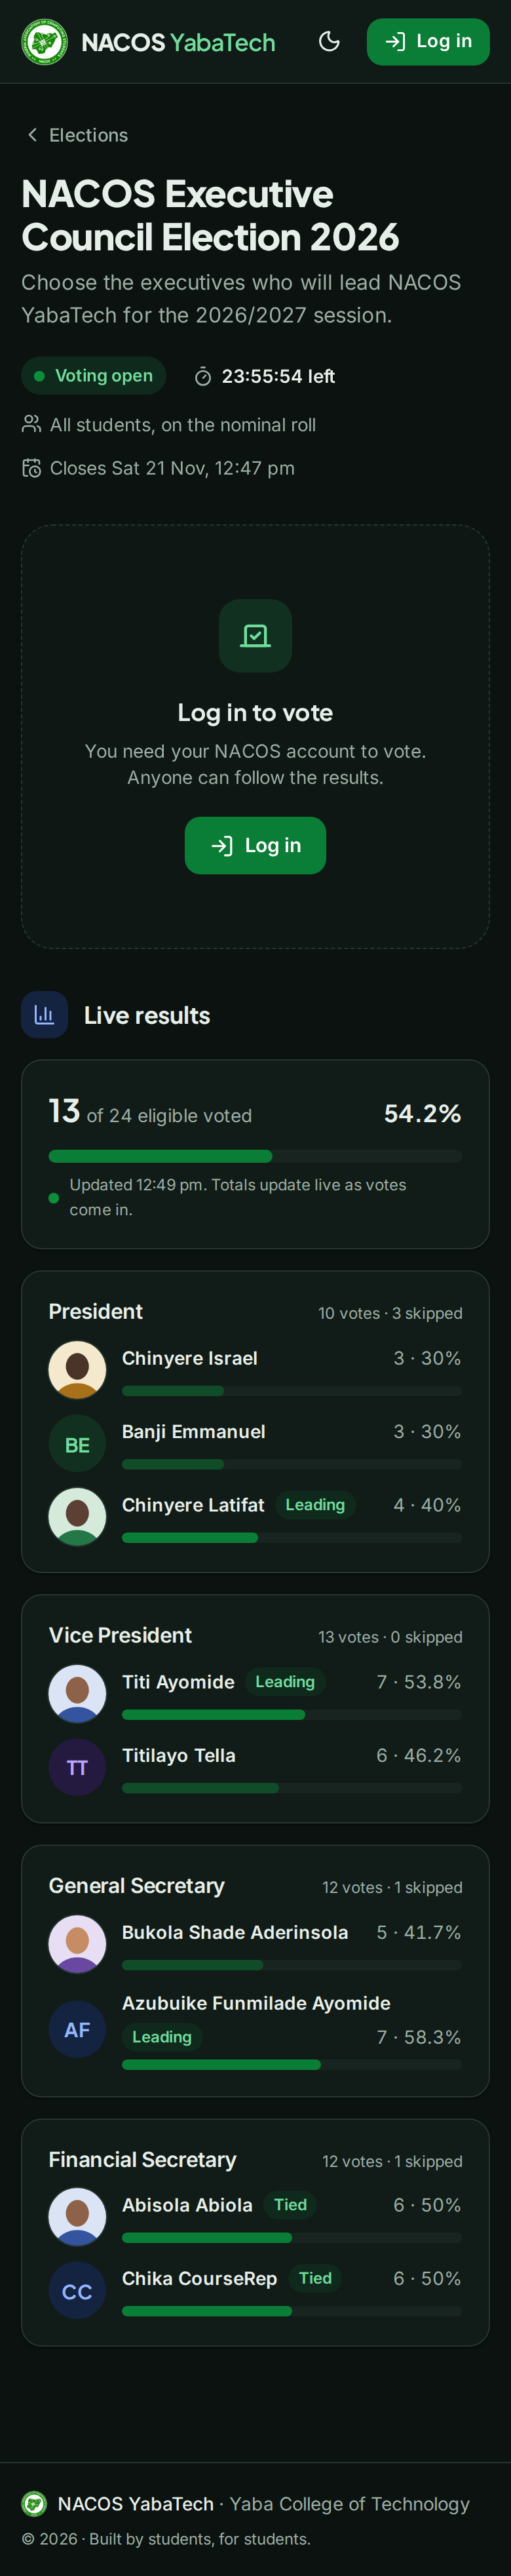 NACOS YabaTech
Log in
Elections
NACOS Executive
Council Election 2026
Choose the executives who will lead NACOS
YabaTech for the 2026/2027 session.
Voting open
23:55:54 left
All students, on the nominal roll
Closes Sat 21 Nov, 12:47 pm
Log in to vote
You need your NACOS account to vote.
Anyone can follow the results.
Log in
Live results
13 of 24 eligible voted 54.2%
Updated 12:49 pm. Totals update live as votes
come in.
President 10 votes · 3 skipped
Chinyere Israel 3 · 30%
BE Banji Emmanuel 3 · 30%
Chinyere Latifat Leading 4 · 40%
Vice President 13 votes · 0 skipped
Titi Ayomide Leading 7 · 53.8%
TT Titilayo Tella 6 · 46.2%
General Secretary 12 votes · 1 skipped
Bukola Shade Aderinsola 5 · 41.7%
AF Azubuike Funmilade Ayomide
Leading 7 · 58.3%
Financial Secretary 12 votes · 1 skipped
Abisola Abiola Tied 6 · 50%
CC Chika CourseRep Tied 6 · 50%
NACOS YabaTech · Yaba College of Technology
© 2026 · Built by students, for students.